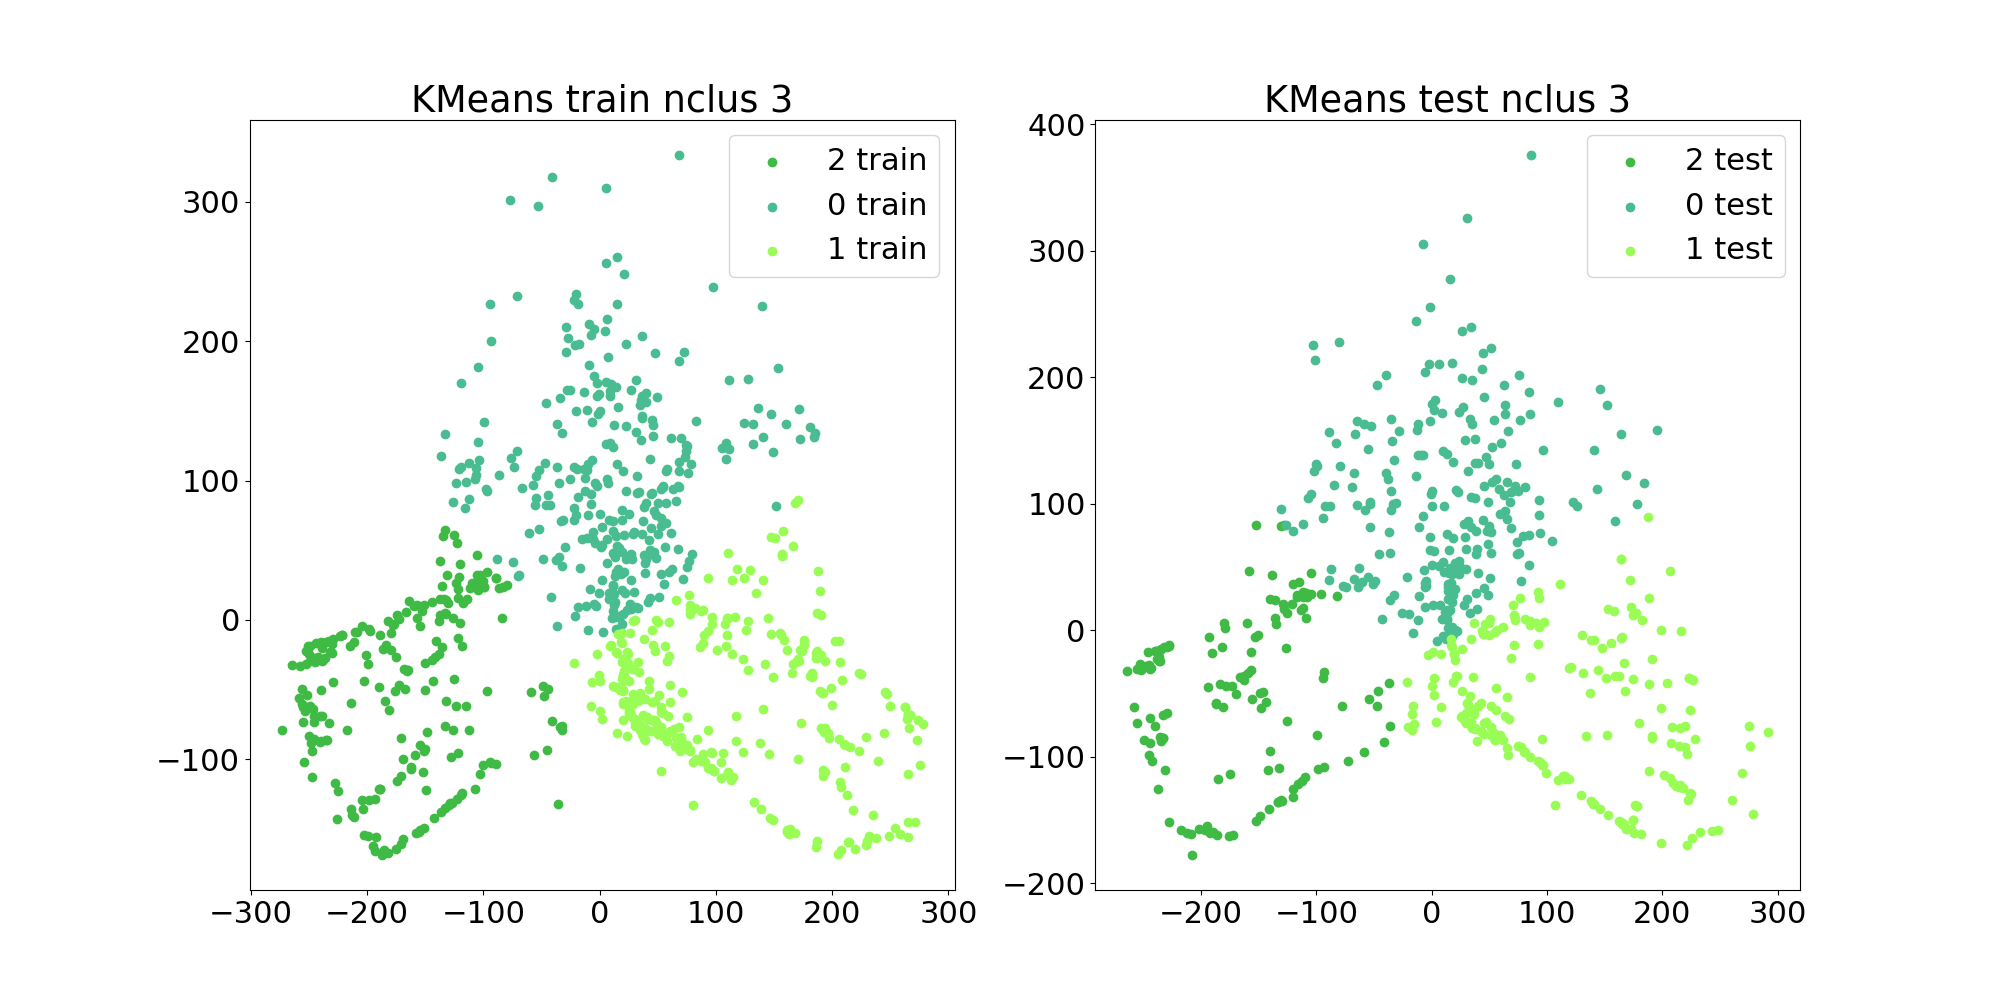 KMeans train nclus 3
2 train
0 train
1 train
300
200
100
0
−100
−300 −200 −100 0 100 200 300
KMeans test nclus 3
2 test
0 test
1 test
400
300
200
100
0
−100
−200
−200 −100 0 100 200 300